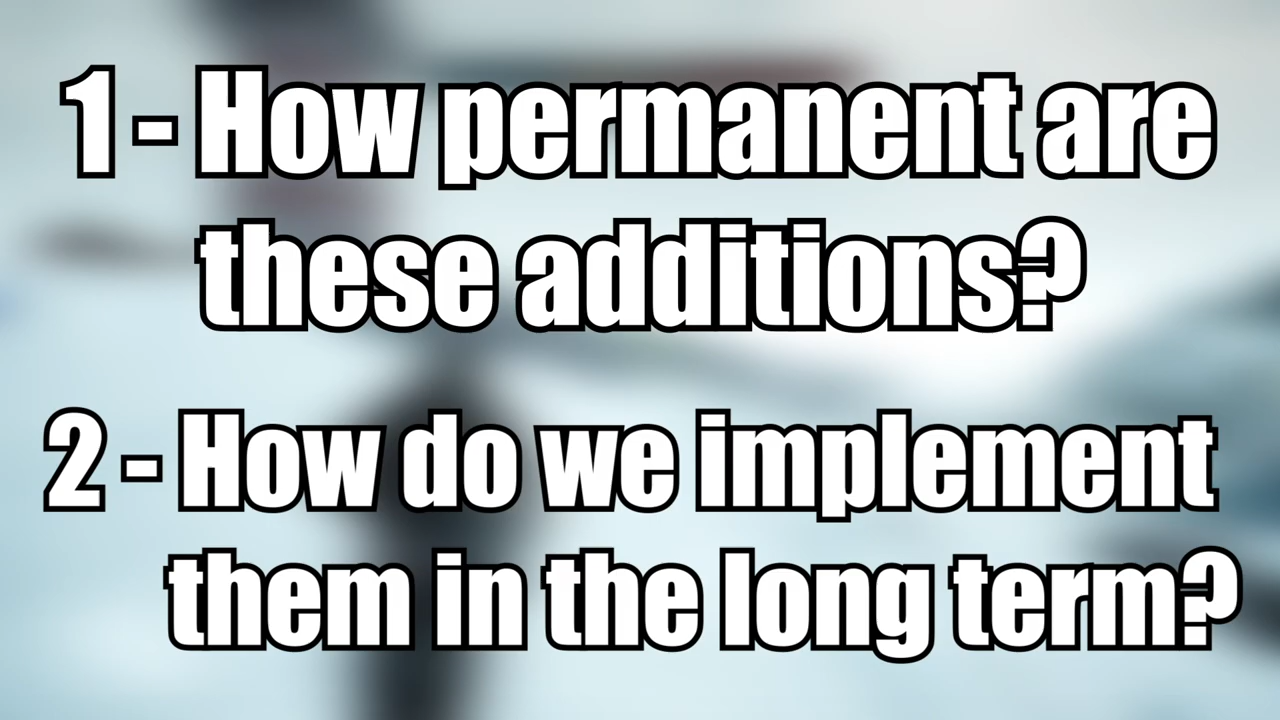 1 - How permanent are
these additions?
2 - How do we implement
them in the long term?